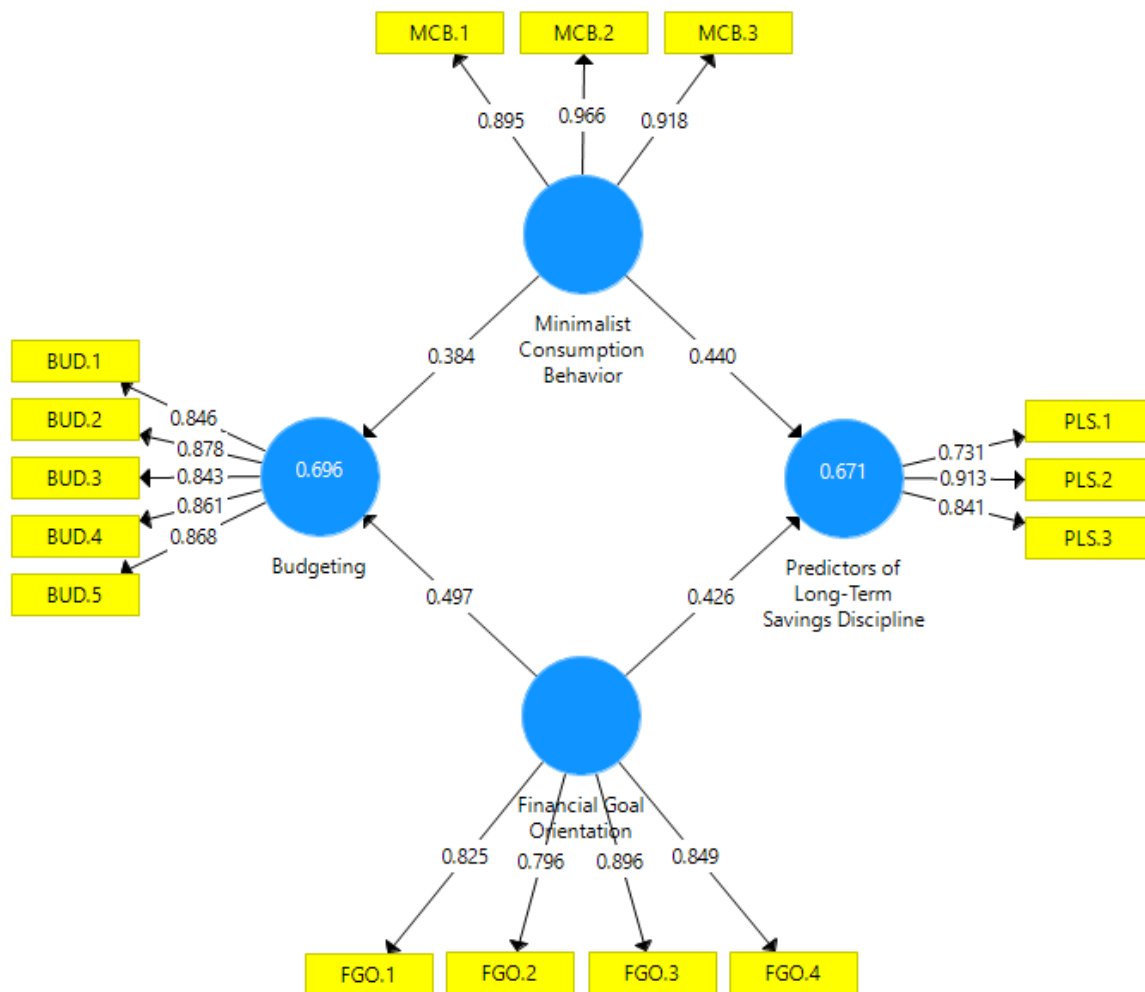 MCB.1 MCB.2 MCB.3
0.895 0.966 0.918
Minimalist
Consumption
Behavior
0.384 0.440
BUD.1
BUD.2
BUD.3
BUD.4
BUD.5
0.846
0.878
0.843
0.861
0.868
0.696
Budgeting
0.671
Predictors of
Long-Term
Savings Discipline
0.731
0.913
0.841
PLS.1
PLS.2
PLS.3
0.497 0.426
Financial Goal
Orientation
0.825 0.796 0.896 0.849
FGO.1 FGO.2 FGO.3 FGO.4